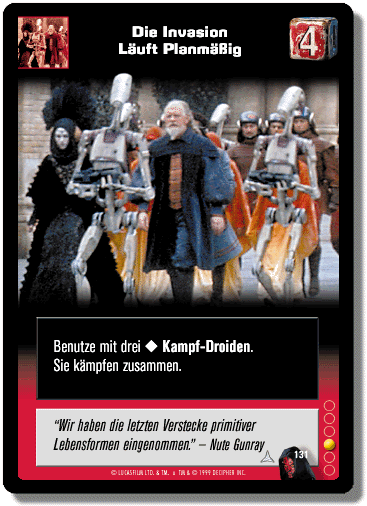 Die Invasion
Läuft Planmäßig
4
Benutze mit drei ◆ Kampf-Droiden.
Sie kämpfen zusammen.
“Wir haben die letzten Verstecke primitiver
Lebensformen eingenommen.” – Nute Gunray
131
© LUCASFILM LTD. & TM. & TM & © 1999 DECIPHER INC.